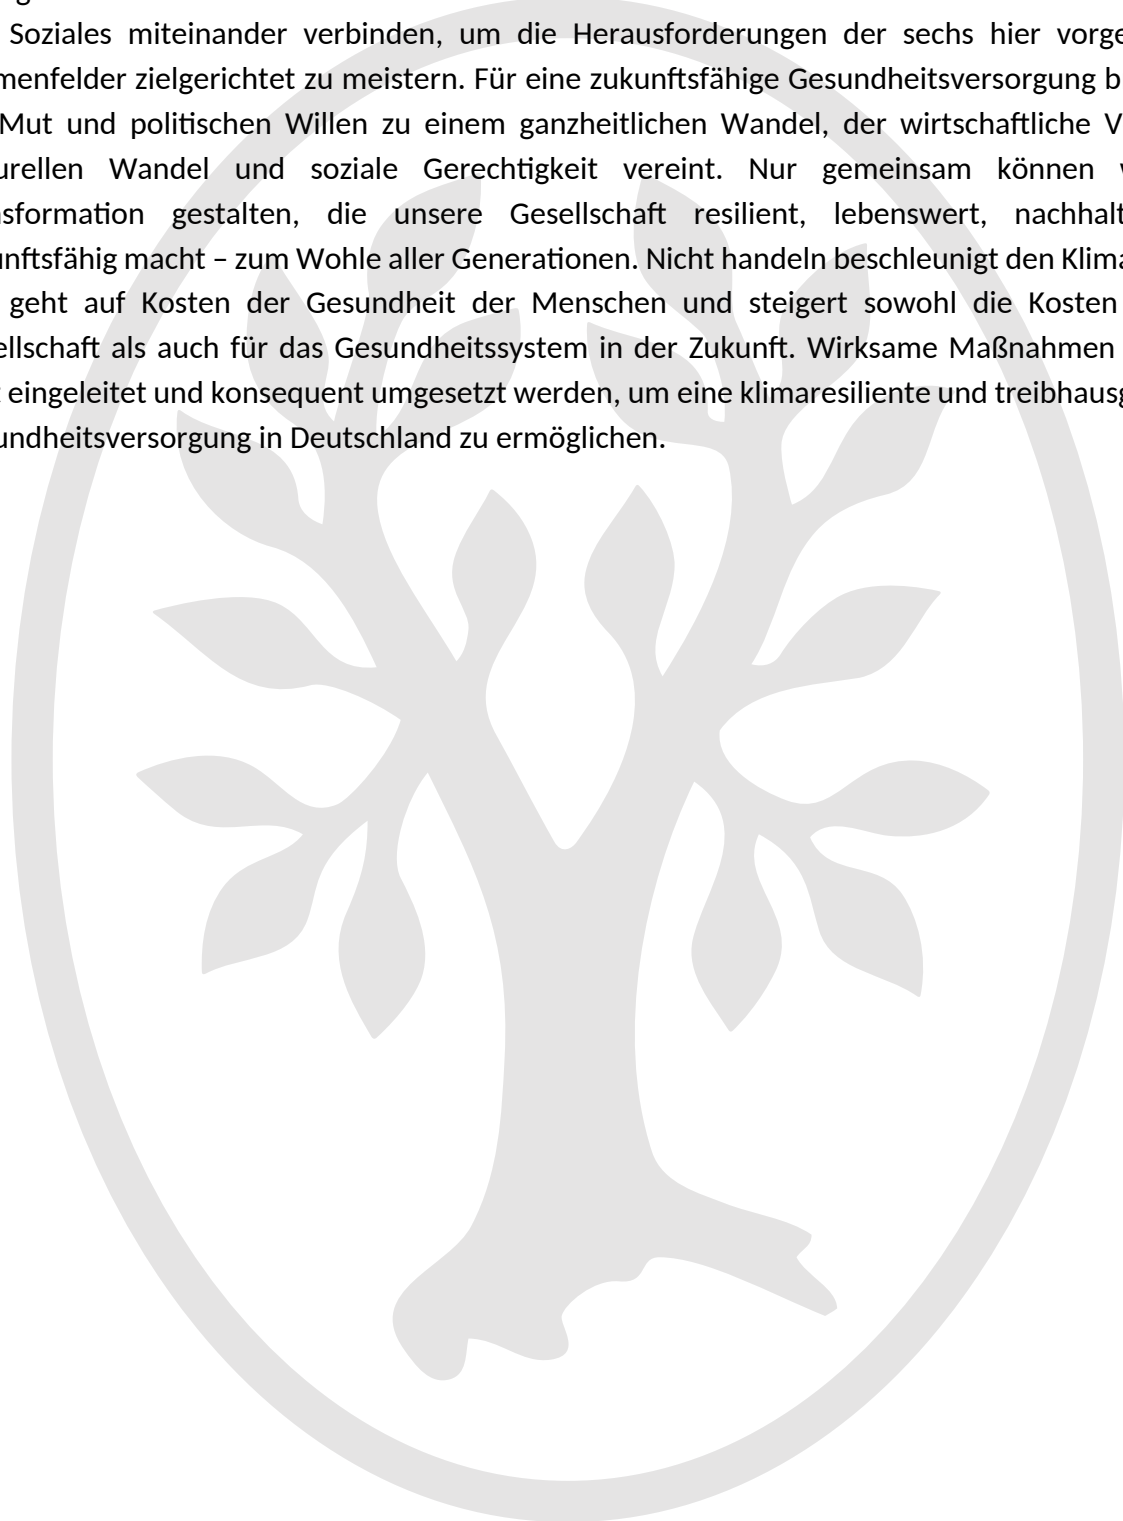 Soziales miteinander verbinden, um die Herausforderungen der sechs hier vorge
menfelder zielgerichtet zu meistern. Für eine zukunftsfähige Gesundheitsversorgung b
Mut und politischen Willen zu einem ganzheitlichen Wandel, der wirtschaftliche V
urellen Wandel und soziale Gerechtigkeit vereint. Nur gemeinsam können w
nsformation gestalten, die unsere Gesellschaft resilient, lebenswert, nachhalt
unftsfähig macht – zum Wohle aller Generationen. Nicht handeln beschleunigt den Klima
geht auf Kosten der Gesundheit der Menschen und steigert sowohl die Kosten
ellschaft als auch für das Gesundheitssystem in der Zukunft. Wirksame Maßnahmen
t eingeleitet und konsequent umgesetzt werden, um eine klimaresiliente und treibhausg
undheitsversorgung in Deutschland zu ermöglichen.